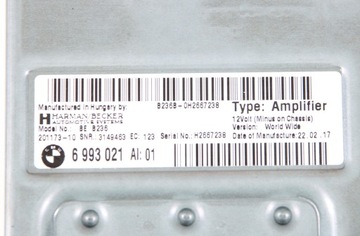 Manufactured in Hungary by: B236B-0H2667238
HARMAN/BECKER Type: Amplifier
AUTOMOTIVE SYSTEMS 12Volt (Minus on Chassis)
Model No. BE 8236 Version: World Wide
201173-10 SNR.: 3149463 EC: 123 Serial No.: H2667238 Date of Manufacture: 22.02.17
6 993 021 AI: 01